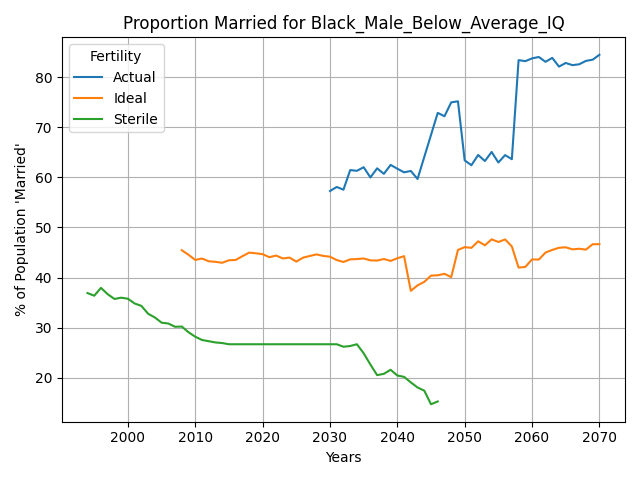 Proportion Married for Black_Male_Below_Average_IQ
Fertility
Actual
Ideal
Sterile
% of Population 'Married'
80
70
60
50
40
30
20
2000 2010 2020 2030 2040 2050 2060 2070
Years